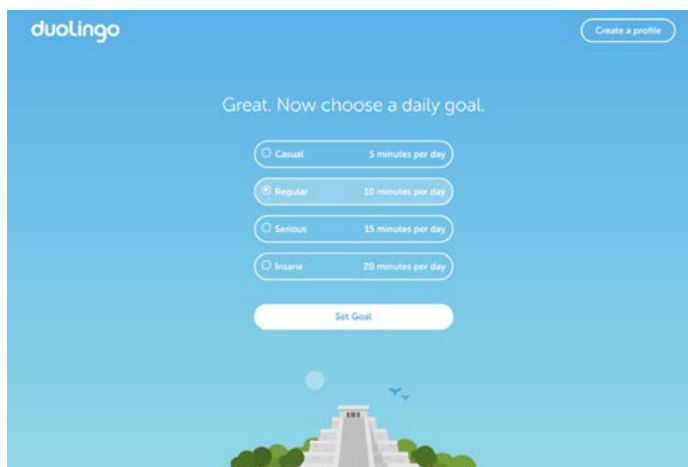 duolingo
Create a profile
Great. Now choose a daily goal.
Casual 5 minutes per day
Regular 10 minutes per day
Serious 15 minutes per day
Insane 20 minutes per day
Set Goal